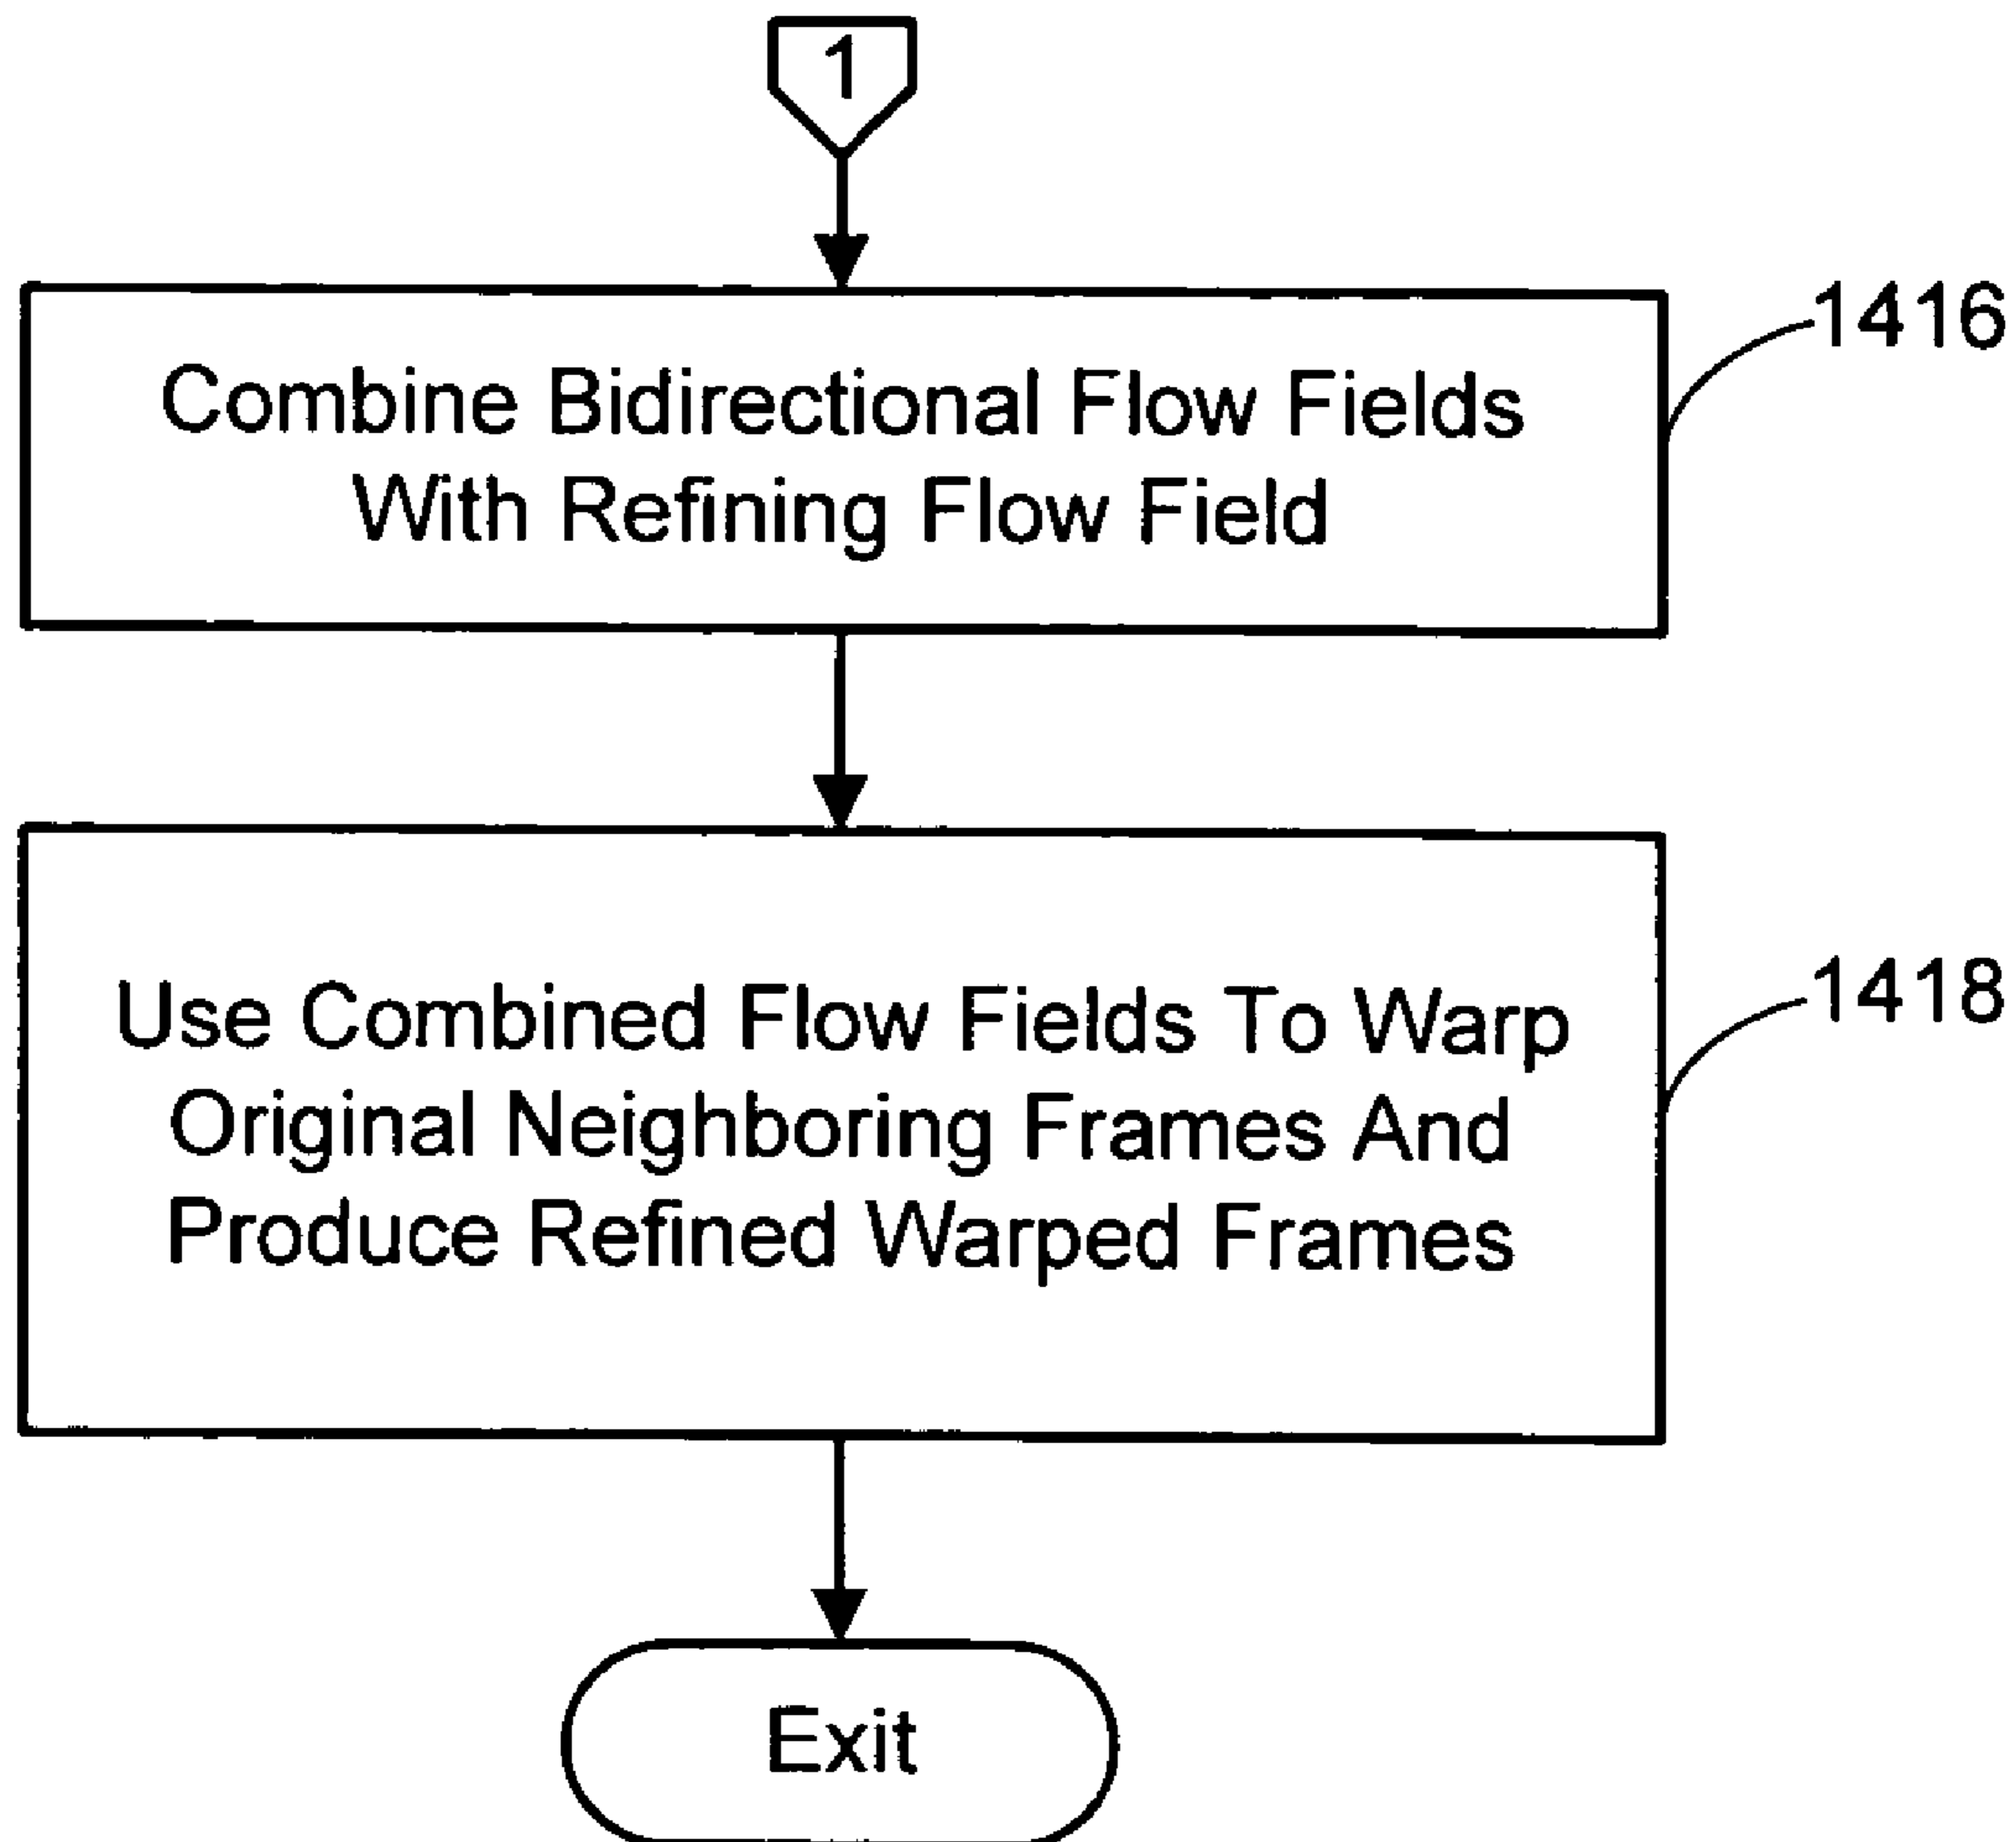 1
1416
Combine Bidirectional Flow Fields
With Refining Flow Field
1418
Use Combined Flow Fields To Warp
Original Neighboring Frames And
Produce Refined Warped Frames
Exit